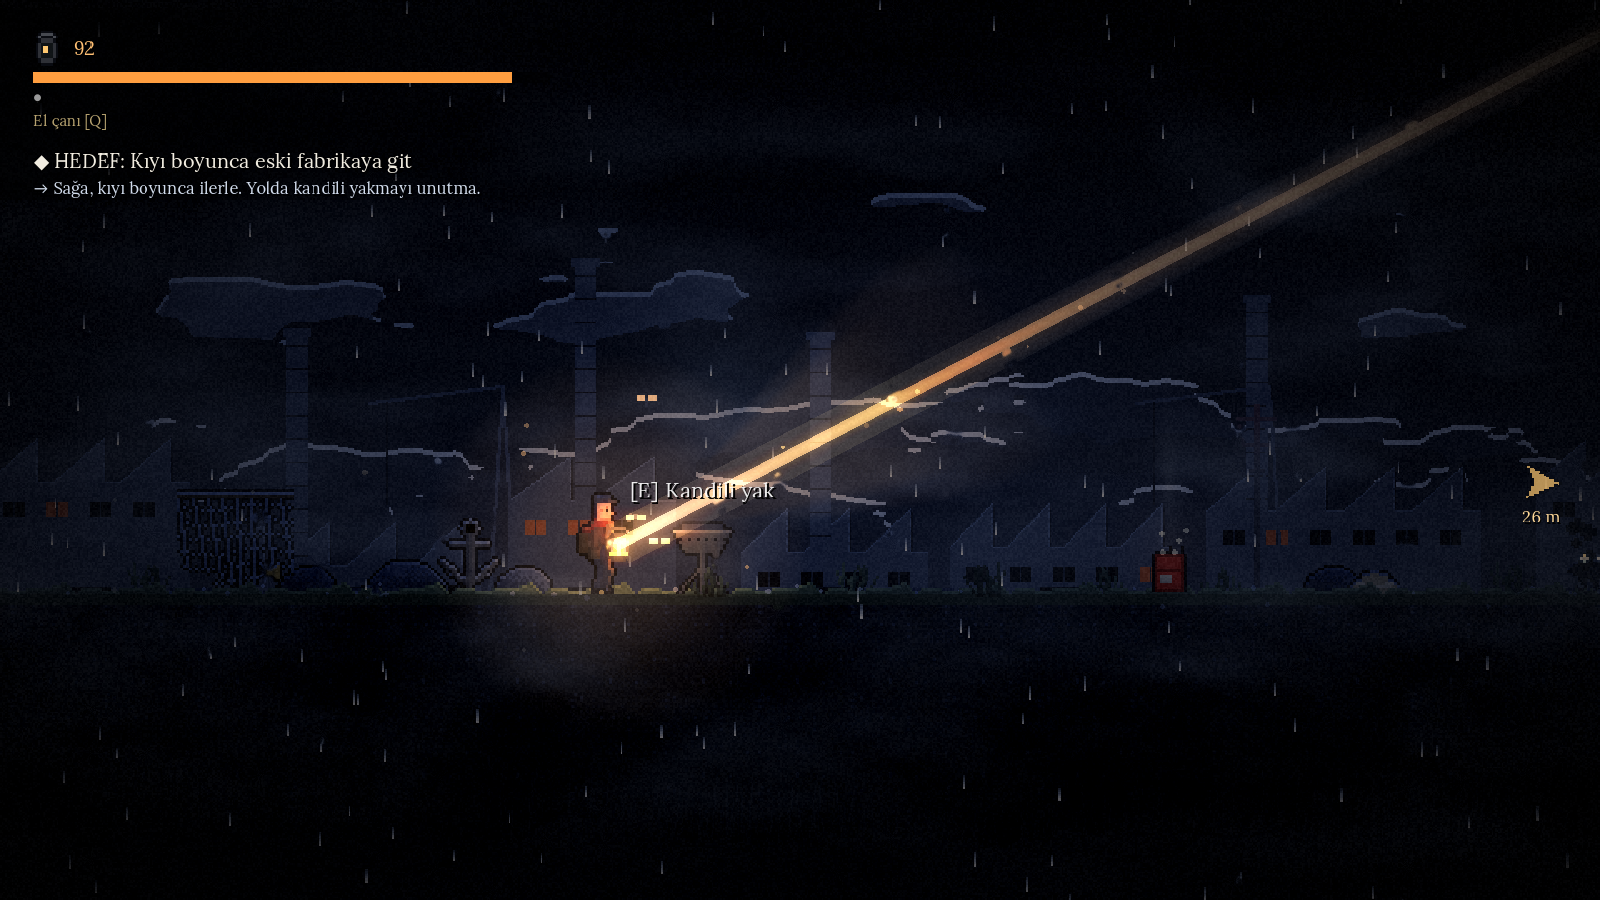 92
El çanı [Q]
◆ HEDEF: Kıyı boyunca eski fabrikaya git
→ Sağa, kıyı boyunca ilerle. Yolda kandili yakmayı unutma.
[E] Kandili yak
26 m